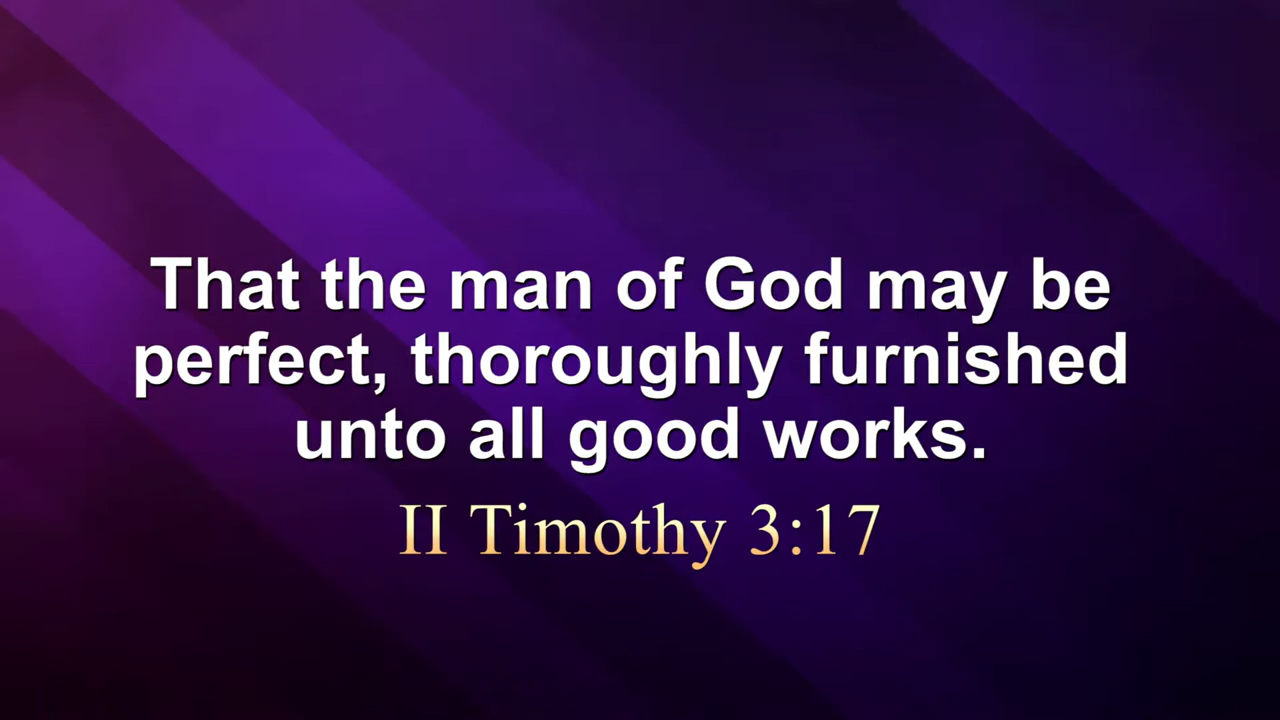 That the man of God may be
perfect, thoroughly furnished
unto all good works.
II Timothy 3:17